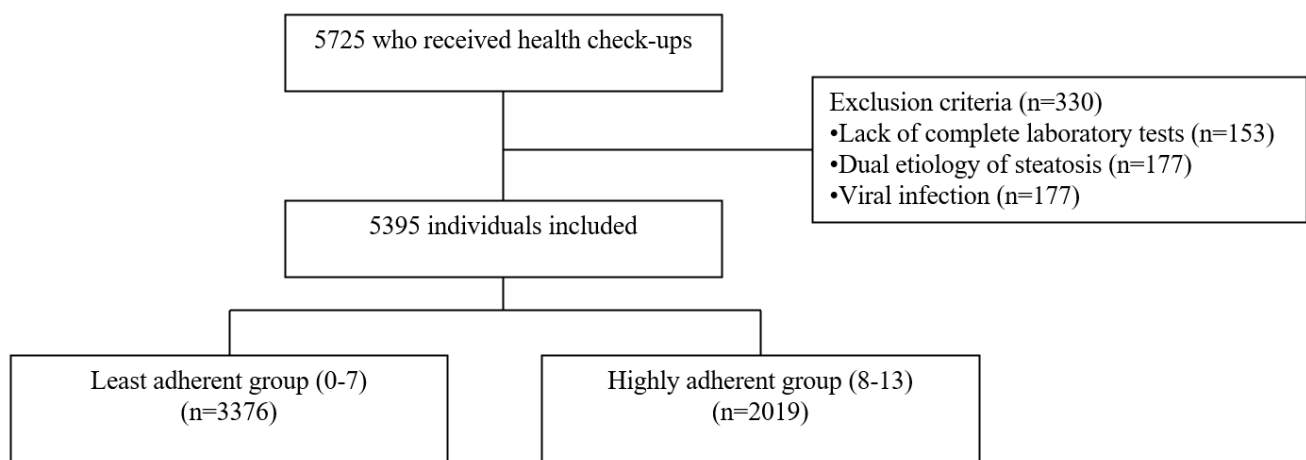 5725 who received health check-ups
Exclusion criteria (n=330)
•Lack of complete laboratory tests (n=153)
•Dual etiology of steatosis (n=177)
•Viral infection (n=177)
5395 individuals included
Least adherent group (0-7)
(n=3376)
Highly adherent group (8-13)
(n=2019)